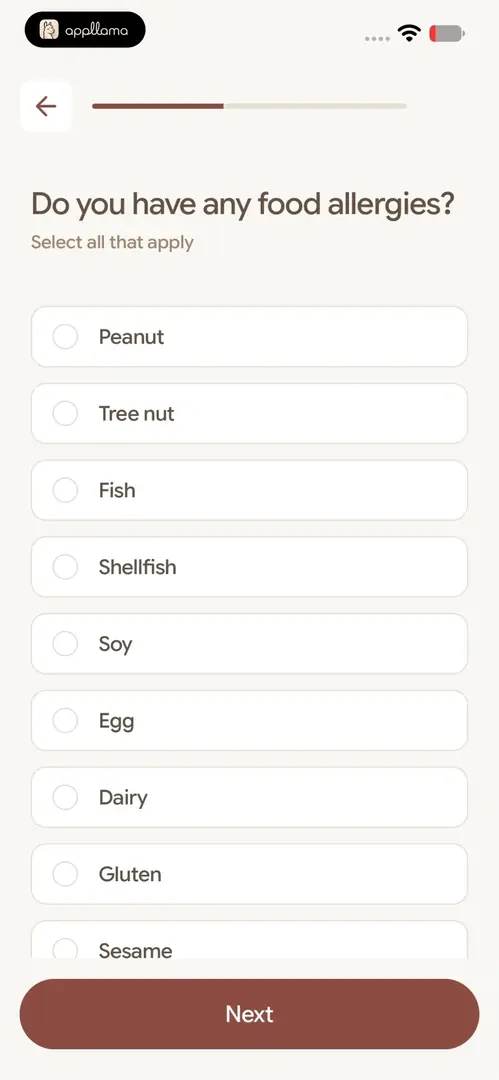 appllama
Do you have any food allergies?
Select all that apply
Peanut
Tree nut
Fish
Shellfish
Soy
Egg
Dairy
Gluten
Sesame
Next